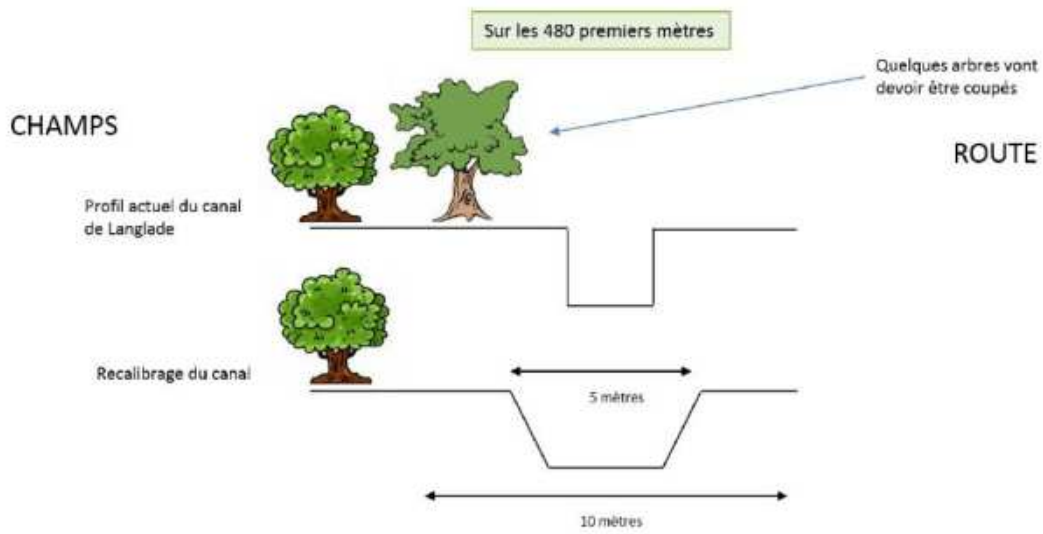 Sur les 480 premiers mètres
Quelques arbres vont
devoir être coupés
CHAMPS
ROUTE
Profil actuel du canal
de Langlade
Recalibrage du canal
5 mètres
10 mètres